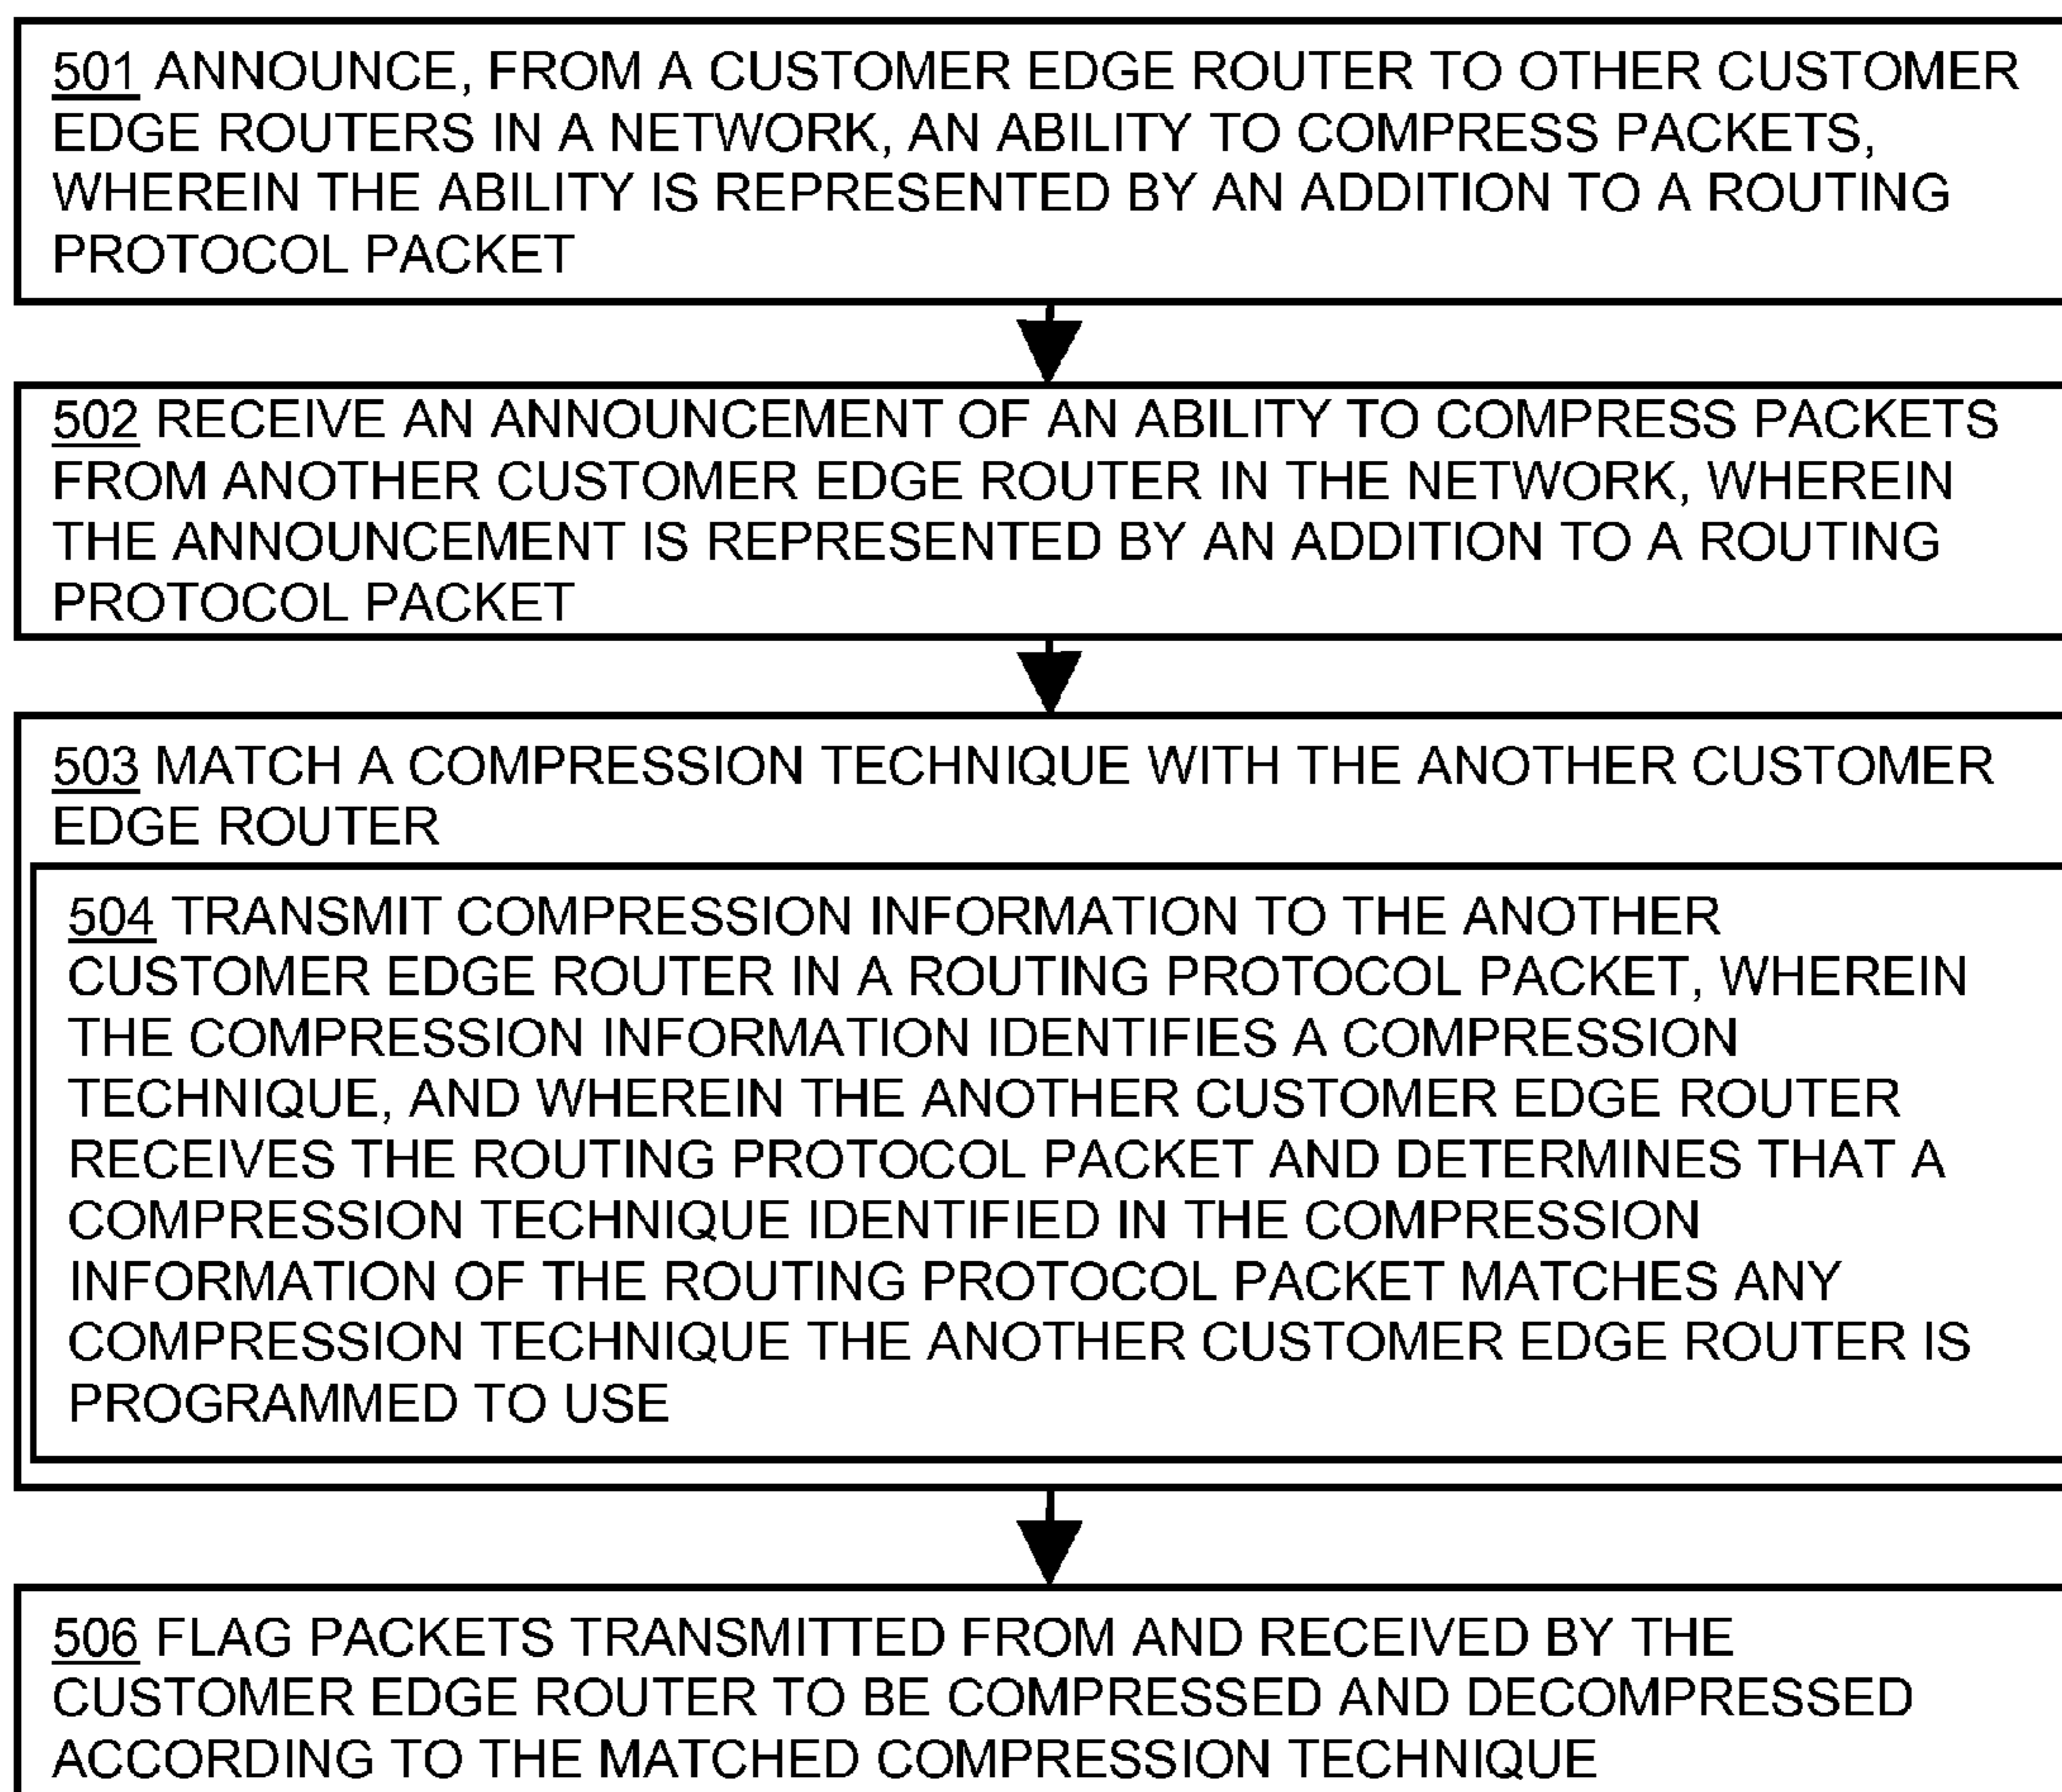 501 ANNOUNCE, FROM A CUSTOMER EDGE ROUTER TO OTHER CUSTOMER
EDGE ROUTERS IN A NETWORK, AN ABILITY TO COMPRESS PACKETS,
WHEREIN THE ABILITY IS REPRESENTED BY AN ADDITION TO A ROUTING
PROTOCOL PACKET
502 RECEIVE AN ANNOUNCEMENT OF AN ABILITY TO COMPRESS PACKETS
FROM ANOTHER CUSTOMER EDGE ROUTER IN THE NETWORK, WHEREIN
THE ANNOUNCEMENT IS REPRESENTED BY AN ADDITION TO A ROUTING
PROTOCOL PACKET
503 MATCH A COMPRESSION TECHNIQUE WITH THE ANOTHER CUSTOMER
EDGE ROUTER
504 TRANSMIT COMPRESSION INFORMATION TO THE ANOTHER
CUSTOMER EDGE ROUTER IN A ROUTING PROTOCOL PACKET, WHEREIN
THE COMPRESSION INFORMATION IDENTIFIES A COMPRESSION
TECHNIQUE, AND WHEREIN THE ANOTHER CUSTOMER EDGE ROUTER
RECEIVES THE ROUTING PROTOCOL PACKET AND DETERMINES THAT A
COMPRESSION TECHNIQUE IDENTIFIED IN THE COMPRESSION
INFORMATION OF THE ROUTING PROTOCOL PACKET MATCHES ANY
COMPRESSION TECHNIQUE THE ANOTHER CUSTOMER EDGE ROUTER IS
PROGRAMMED TO USE
506 FLAG PACKETS TRANSMITTED FROM AND RECEIVED BY THE
CUSTOMER EDGE ROUTER TO BE COMPRESSED AND DECOMPRESSED
ACCORDING TO THE MATCHED COMPRESSION TECHNIQUE